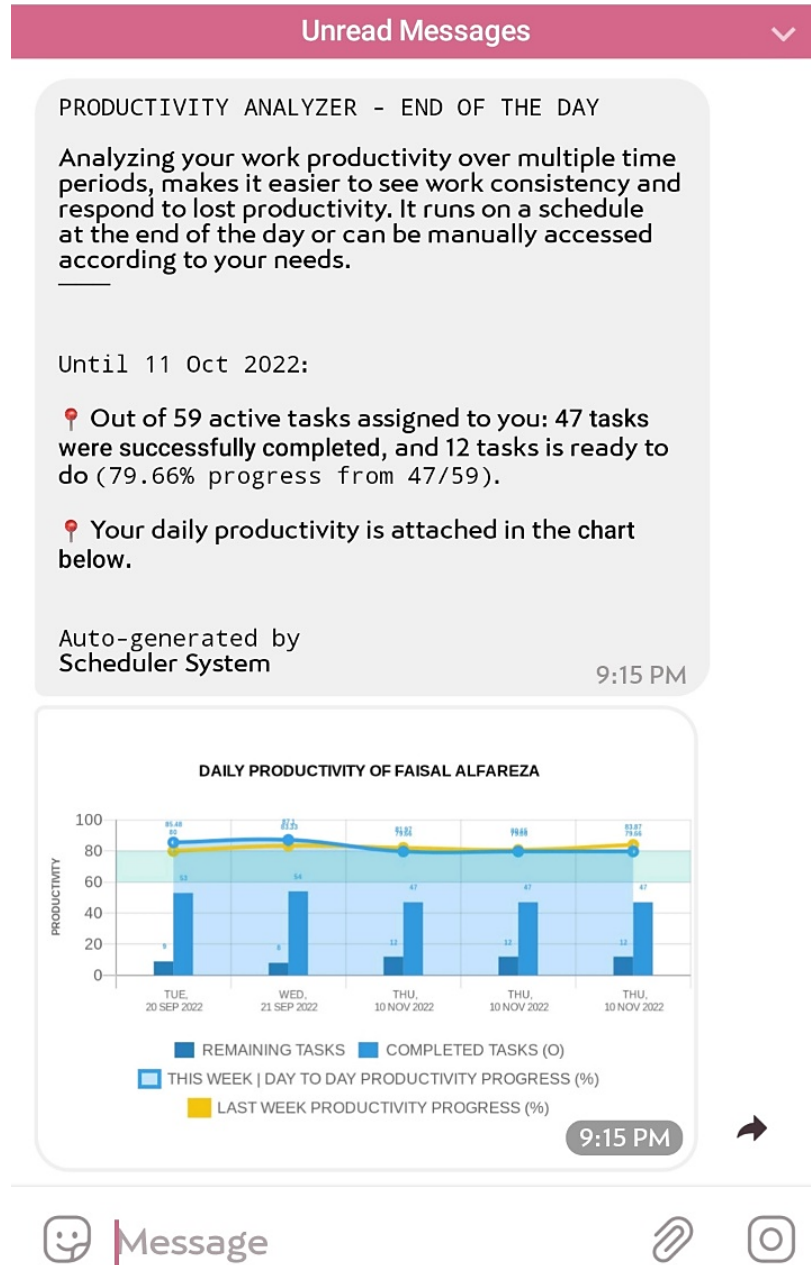 Unread Messages
PRODUCTIVITY ANALYZER - END OF THE DAY
Analyzing your work productivity over multiple time
periods, makes it easier to see work consistency and
respond to lost productivity. It runs on a schedule
at the end of the day or can be manually accessed
according to your needs.
Until 11 Oct 2022:
Out of 59 active tasks assigned to you: 47 tasks
were successfully completed, and 12 tasks is ready to
do (79.66% progress from 47/59).
Your daily productivity is attached in the chart
below.
Auto-generated by
Scheduler System
9:15 PM
DAILY PRODUCTIVITY OF FAISAL ALFAREZA
PRODUCTIVITY
100
80
60
40
20
0
85.48
80
83.87
79.66
53
54
47
47
47
9
12
12
12
TUE, WED, THU, THU, THU,
20 SEP 2022 21 SEP 2022 10 NOV 2022 10 NOV 2022 10 NOV 2022
REMAINING TASKS COMPLETED TASKS (O)
THIS WEEK | DAY TO DAY PRODUCTIVITY PROGRESS (%)
LAST WEEK PRODUCTIVITY PROGRESS (%)
9:15 PM
Message